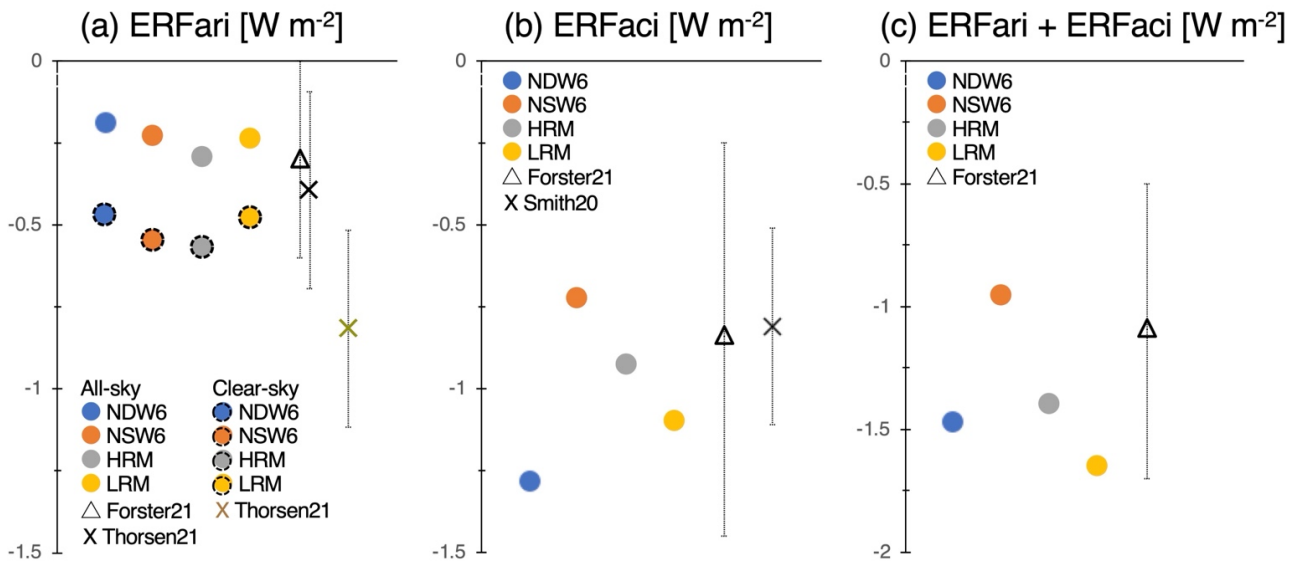 (a) ERFari [W m-2]
0
-0.5
-1
-1.5
All-sky
NDW6
NSW6
HRM
LRM
Forster21
X Thorsen21
Clear-sky
NDW6
NSW6
HRM
LRM
X Thorsen21
(b) ERFaci [W m-2]
0
-0.5
-1
-1.5
NDW6
NSW6
HRM
LRM
Forster21
X Smith20
(c) ERFari + ERFaci [W m-2]
0
-0.5
-1
-1.5
-2
NDW6
NSW6
HRM
LRM
Forster21